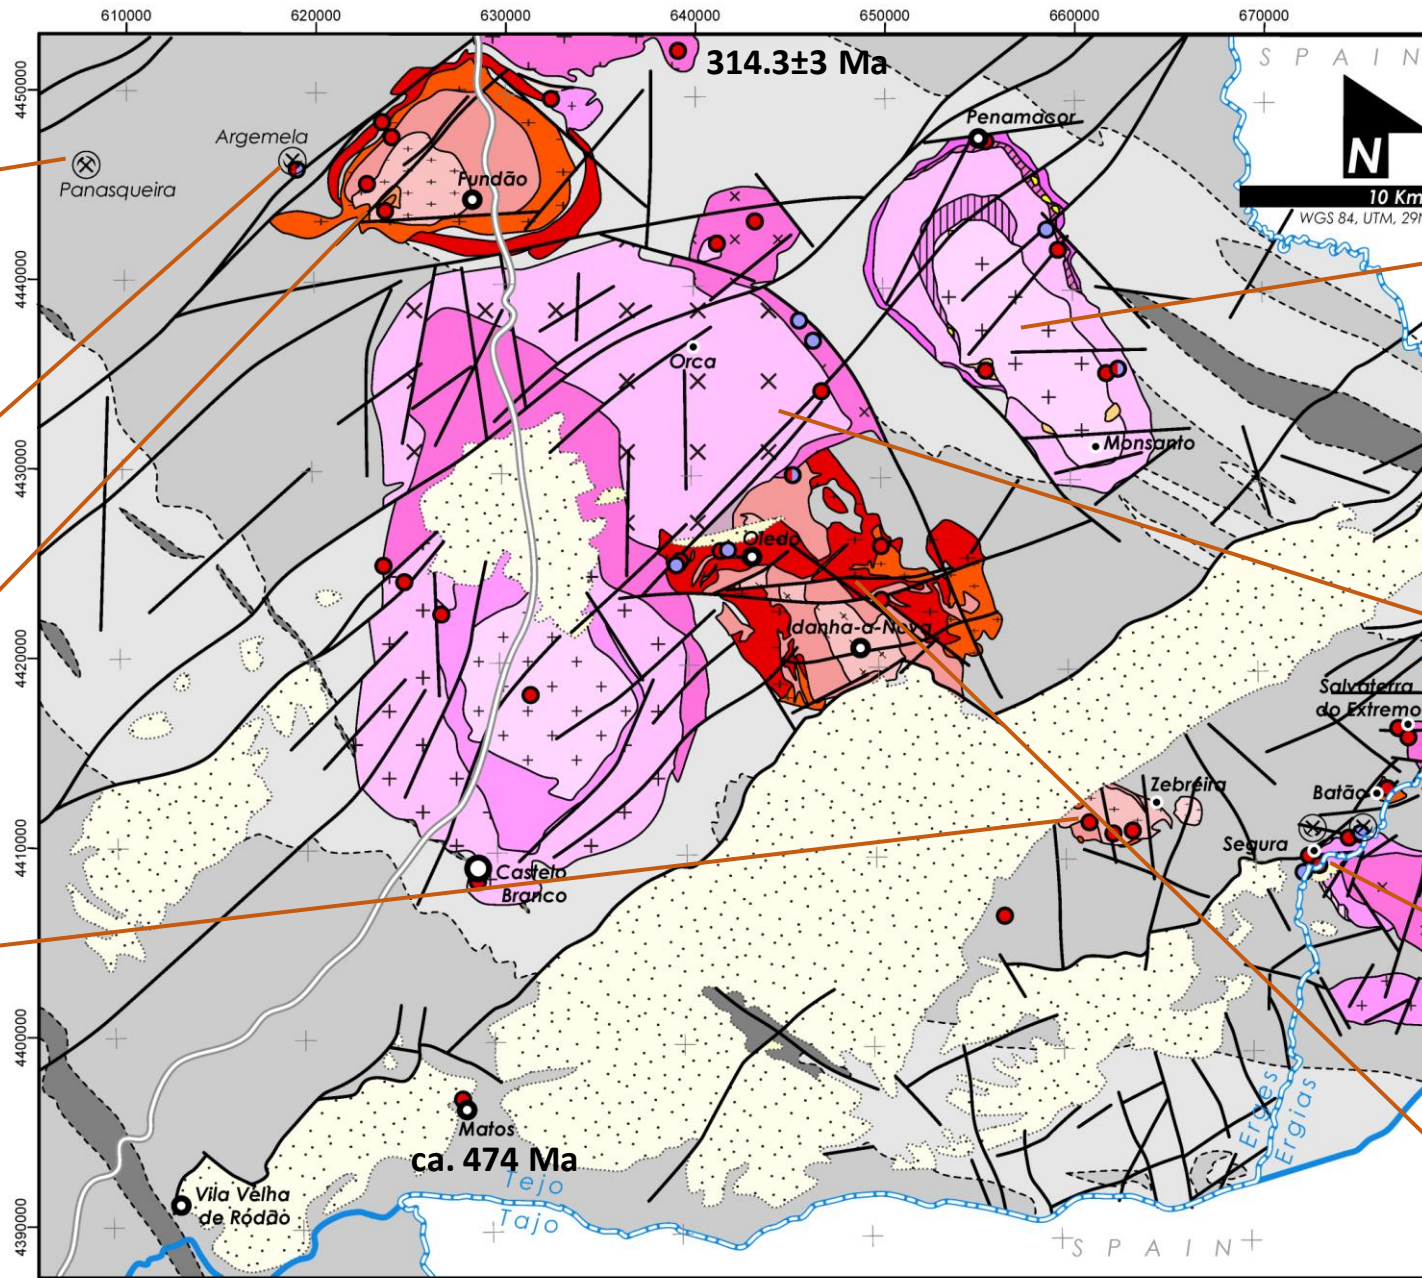 610000 620000 630000 640000 650000 660000 670000
4450000
4440000
4430000
4420000
4410000
4400000
4390000
314.3±3 Ma
SPAIN
N
10 Km
WGS 84, UTM, 29N
Argemela
Panasqueira
Fundão
Penamacor
Orca
Monsanto
Oledo
Idanha-a-Nova
Salvaterra
do Extremo
Zebreira
Batão
Segura
Castelo
Branco
Matos
ca. 474 Ma
Vila Velha
de Ródão
Tejo
Tajo
Erges
Ergias
SPAIN